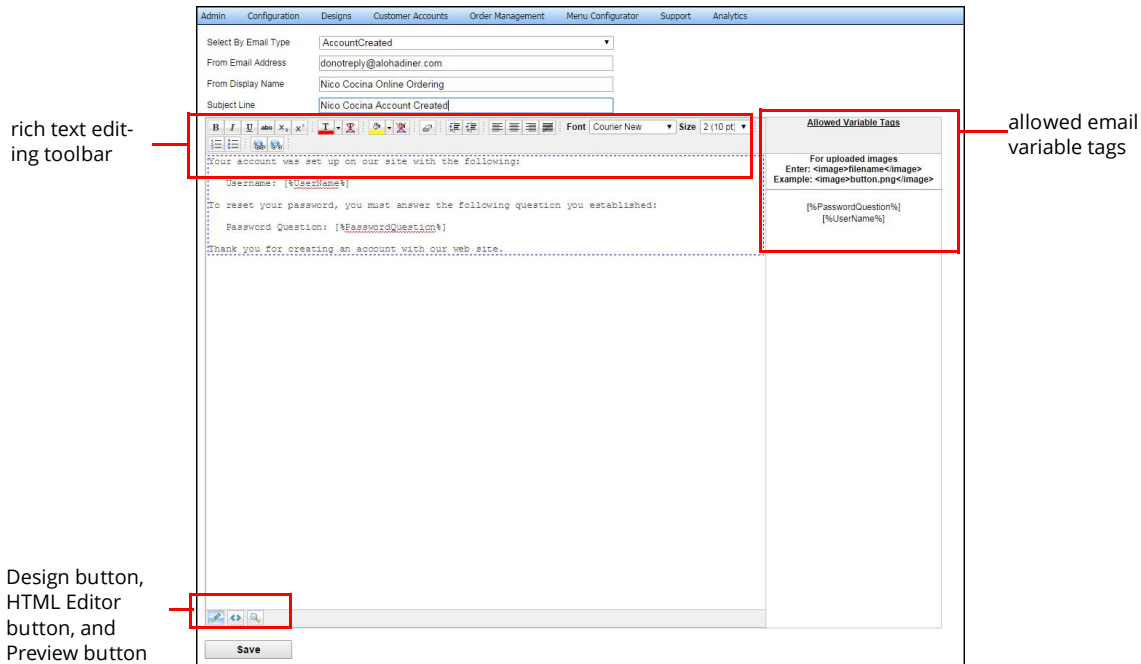 Admin Configuration Designs Customer Accounts Order Management Menu Configurator Support Analytics
Select By Email Type AccountCreated
From Email Address donotreply@alohadiner.com
From Display Name Nico Cocina Online Ordering
Subject Line Nico Cocina Account Created
rich text edit-
ing toolbar
B I U abc X₂ X² T T Font Courier New Size 2 (10 pt)
Allowed Variable Tags
allowed email
variable tags
For uploaded images
Enter: <image>filename</image>
Example: <image>button.png</image>
[%PasswordQuestion%]
[%UserName%]
Your account was set up on our site with the following:
Username: [%UserName%]
To reset your password, you must answer the following question you established:
Password Question: [%PasswordQuestion%]
Thank you for creating an account with our web site.
Design button,
HTML Editor
button, and
Preview button
Save